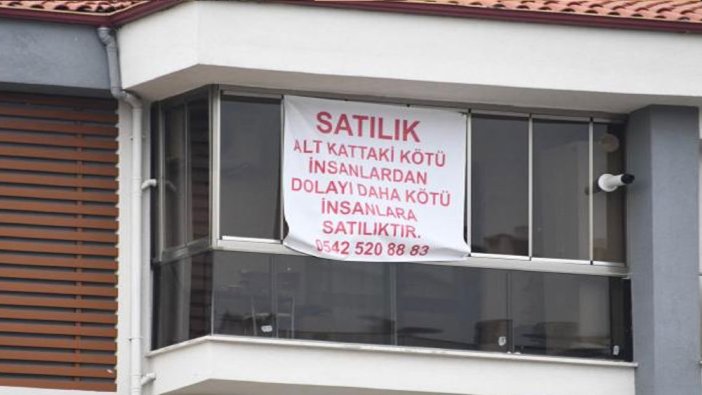 SATILIK
ALT KATTAKİ KÖTÜ
İNSANLARDAN
DOLAYI DAHA KÖTÜ
İNSANLARA
SATILIKTIR.
0542 520 88 83